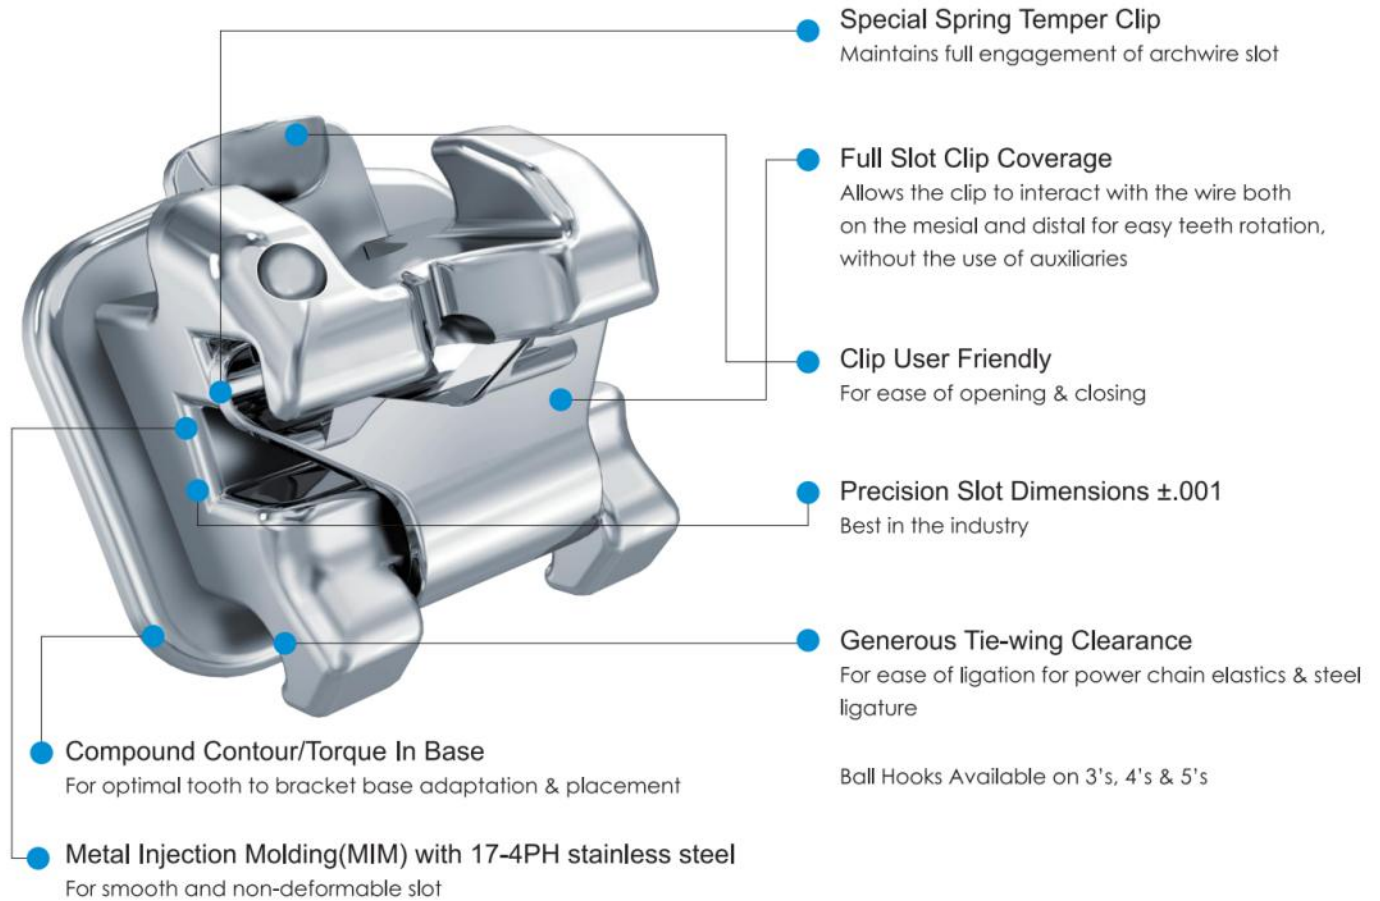 Special Spring Temper Clip
Maintains full engagement of archwire slot
Full Slot Clip Coverage
Allows the clip to interact with the wire both
on the mesial and distal for easy teeth rotation,
without the use of auxiliaries
Clip User Friendly
For ease of opening & closing
Precision Slot Dimensions ±.001
Best in the industry
Generous Tie-wing Clearance
For ease of ligation for power chain elastics & steel
ligature
Ball Hooks Available on 3's, 4's & 5's
Compound Contour/Torque In Base
For optimal tooth to bracket base adaptation & placement
Metal Injection Molding(MIM) with 17-4PH stainless steel
For smooth and non-deformable slot